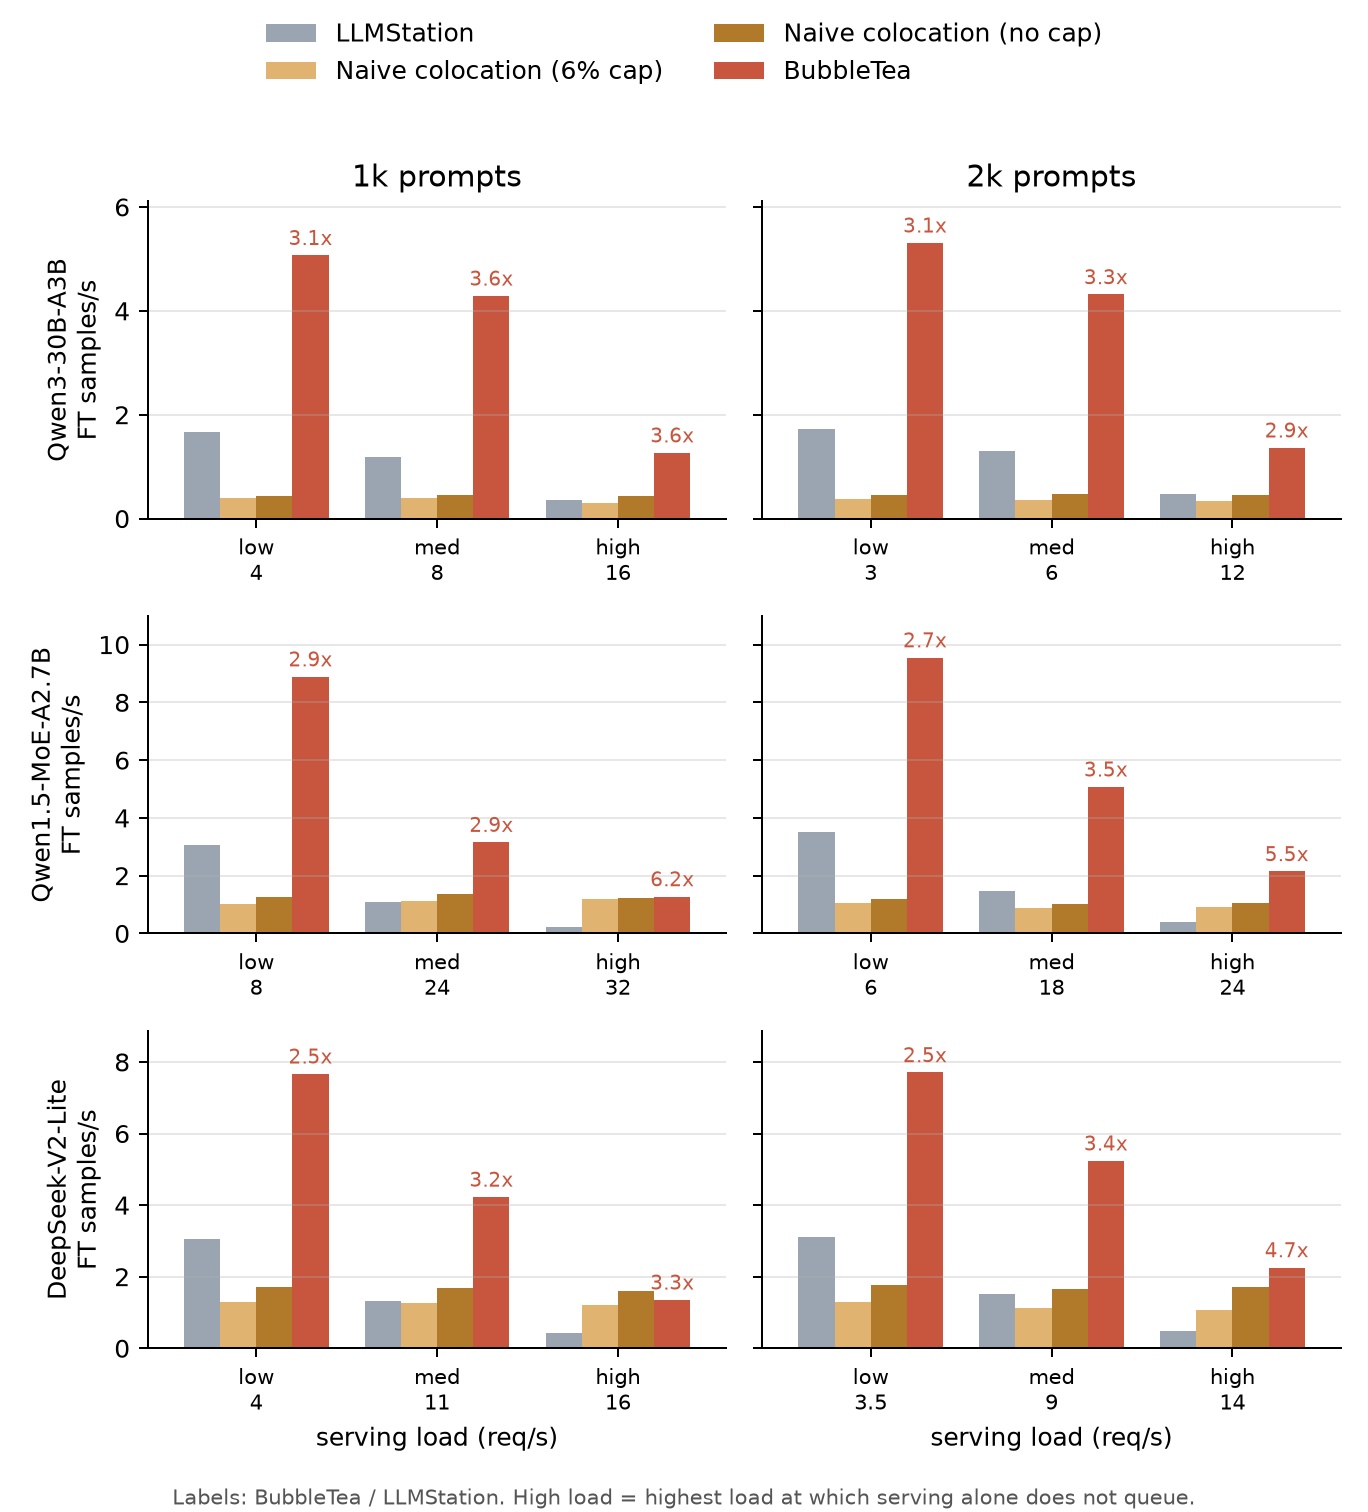 LLMStation
Naive colocation (6% cap)
Naive colocation (no cap)
BubbleTea
1k prompts
2k prompts
Qwen3-30B-A3B
FT samples/s
6
4
2
0
3.1x
3.6x
3.6x
low
med
high
4
8
16
3.1x
3.3x
2.9x
low
med
high
3
6
12
Qwen1.5-MoE-A2.7B
FT samples/s
10
8
6
4
2
0
2.9x
2.9x
6.2x
low
med
high
8
24
32
2.7x
3.5x
5.5x
low
med
high
6
18
24
DeepSeek-V2-Lite
FT samples/s
8
6
4
2
0
2.5x
3.2x
3.3x
low
med
high
4
11
16
serving load (req/s)
2.5x
3.4x
4.7x
low
med
high
3.5
9
14
serving load (req/s)
Labels: BubbleTea / LLMStation. High load = highest load at which serving alone does not queue.